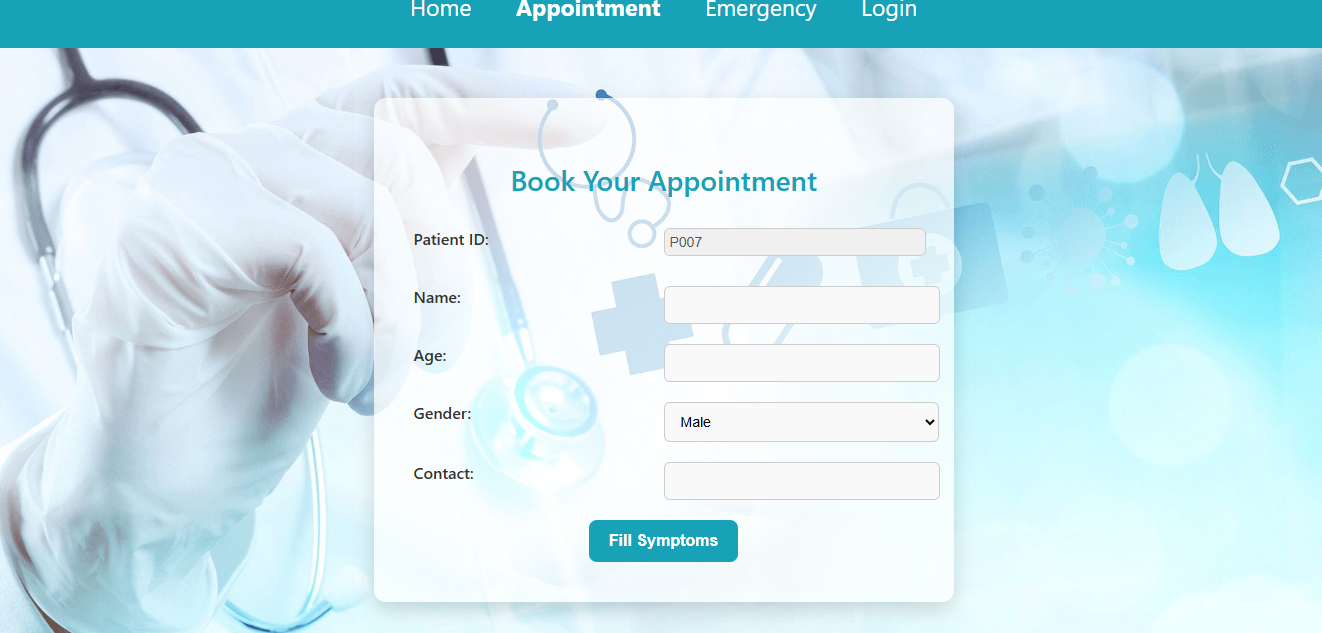 Home Appointment Emergency Login
Book Your Appointment
Patient ID: P007
Name:
Age:
Gender: Male
Contact:
Fill Symptoms